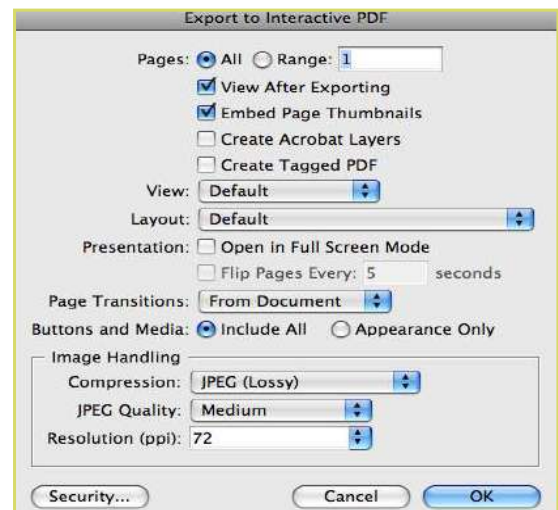 Export to Interactive PDF
Pages: All Range: 1
View After Exporting
Embed Page Thumbnails
Create Acrobat Layers
Create Tagged PDF
View: Default
Layout: Default
Presentation: Open in Full Screen Mode
Flip Pages Every: 5 seconds
Page Transitions: From Document
Buttons and Media: Include All Appearance Only
Image Handling
Compression: JPEG (Lossy)
JPEG Quality: Medium
Resolution (ppi): 72
Security... Cancel OK